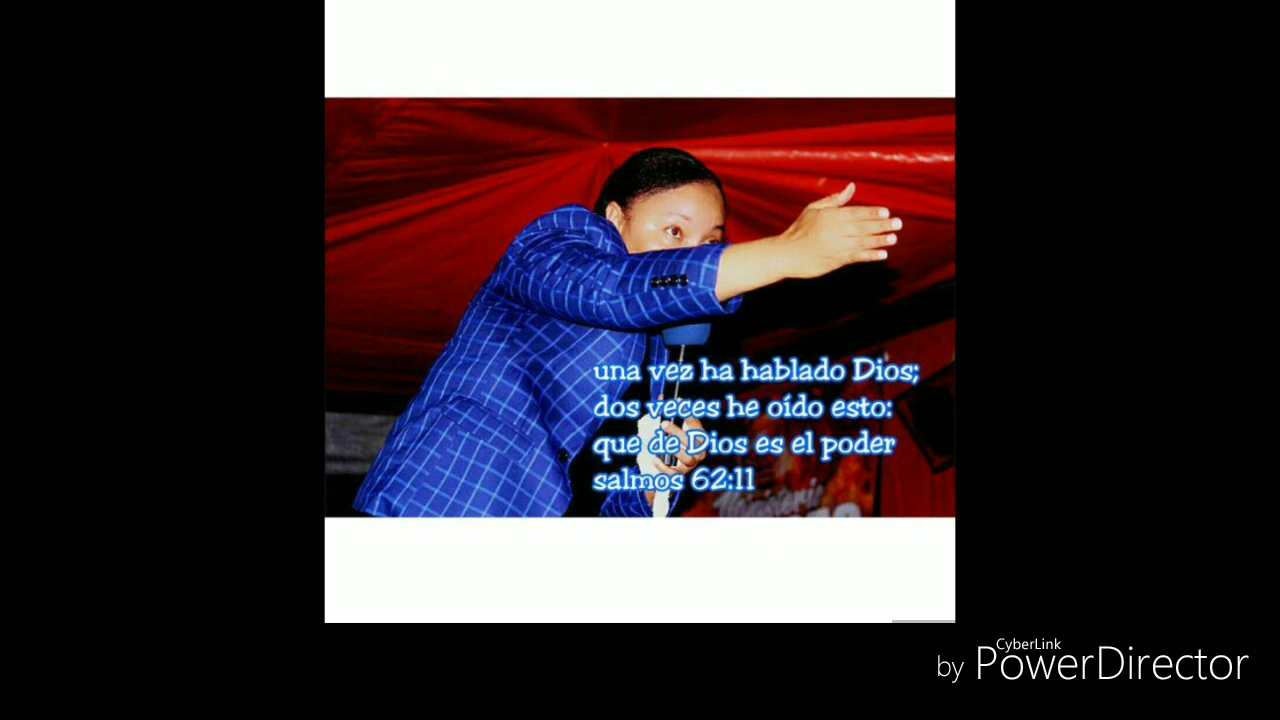 una vez ha hablado Dios;
dos veces he oído esto:
que de Dios es el poder
salmos 62:11
CyberLink
by PowerDirector